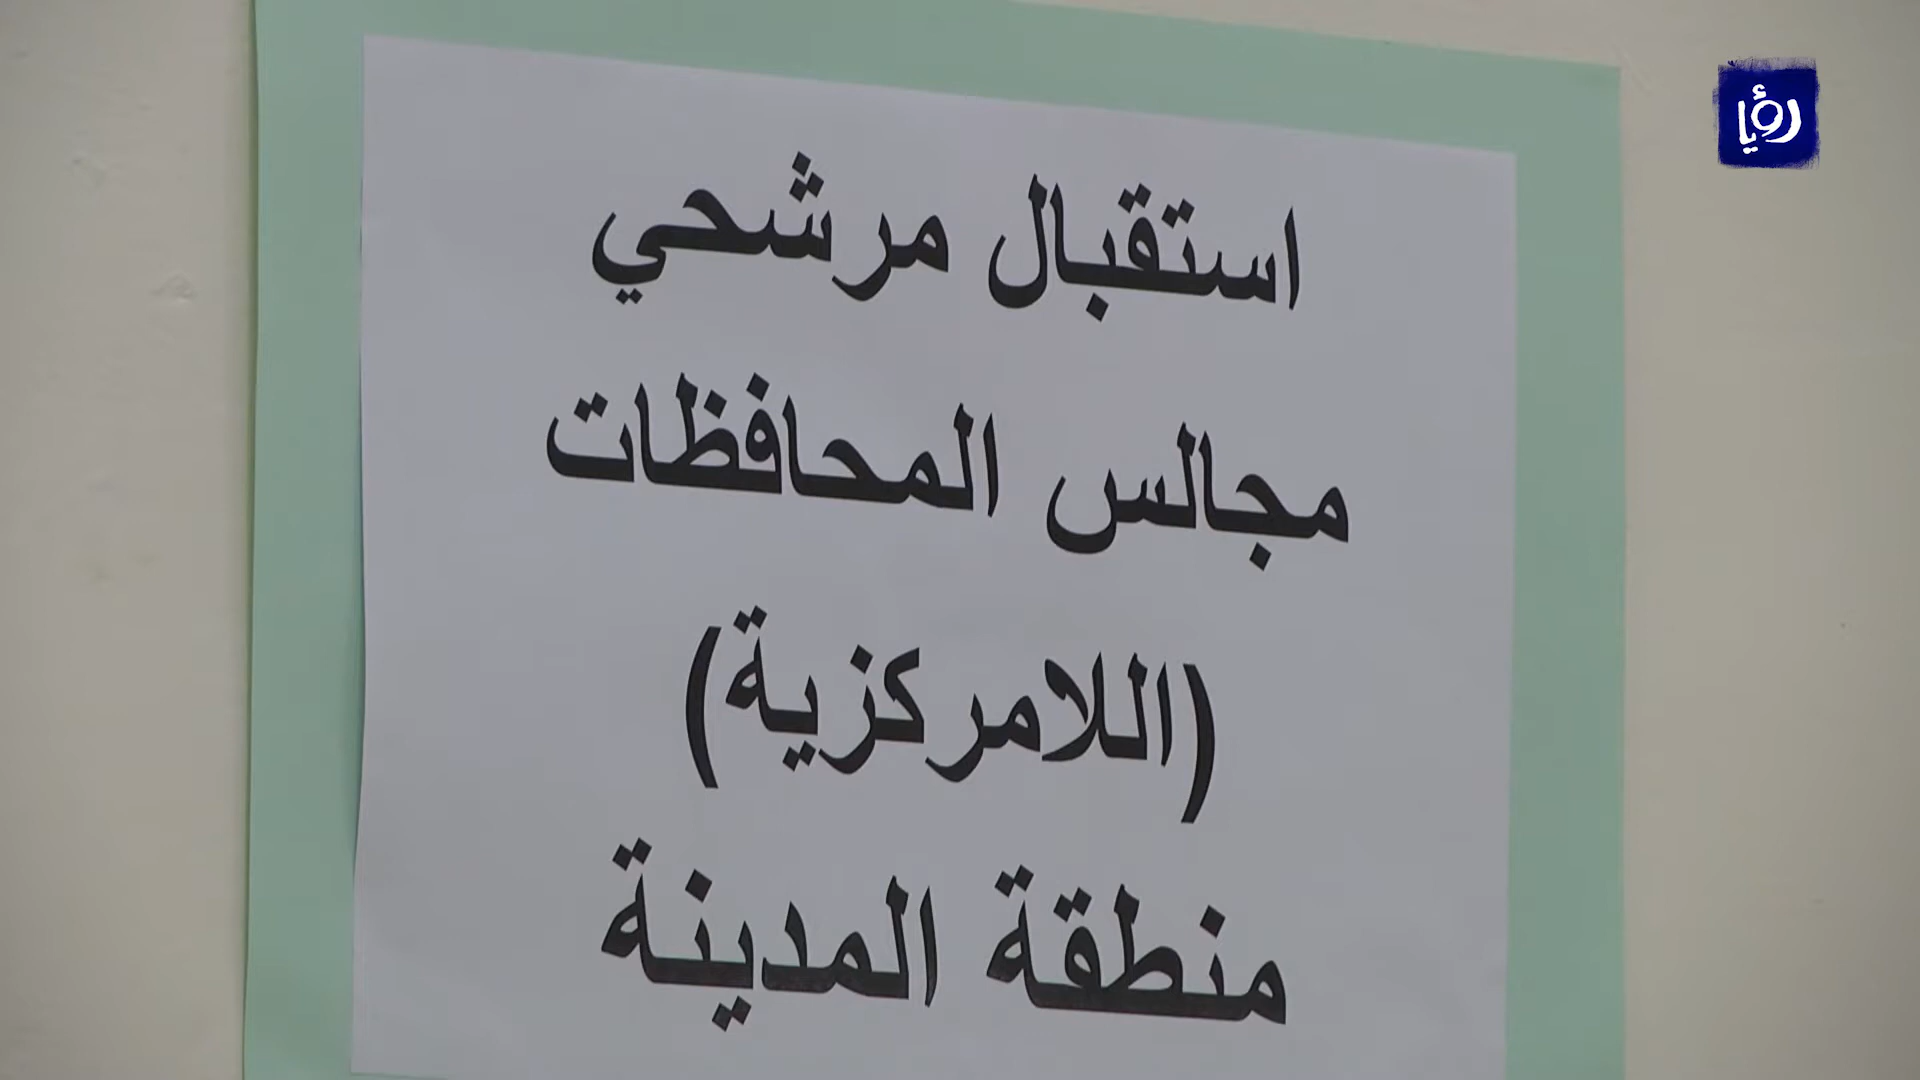 رؤيا
استقبال مرشحي
مجالس المحافظات
(اللامركزية)
منطقة المدينة